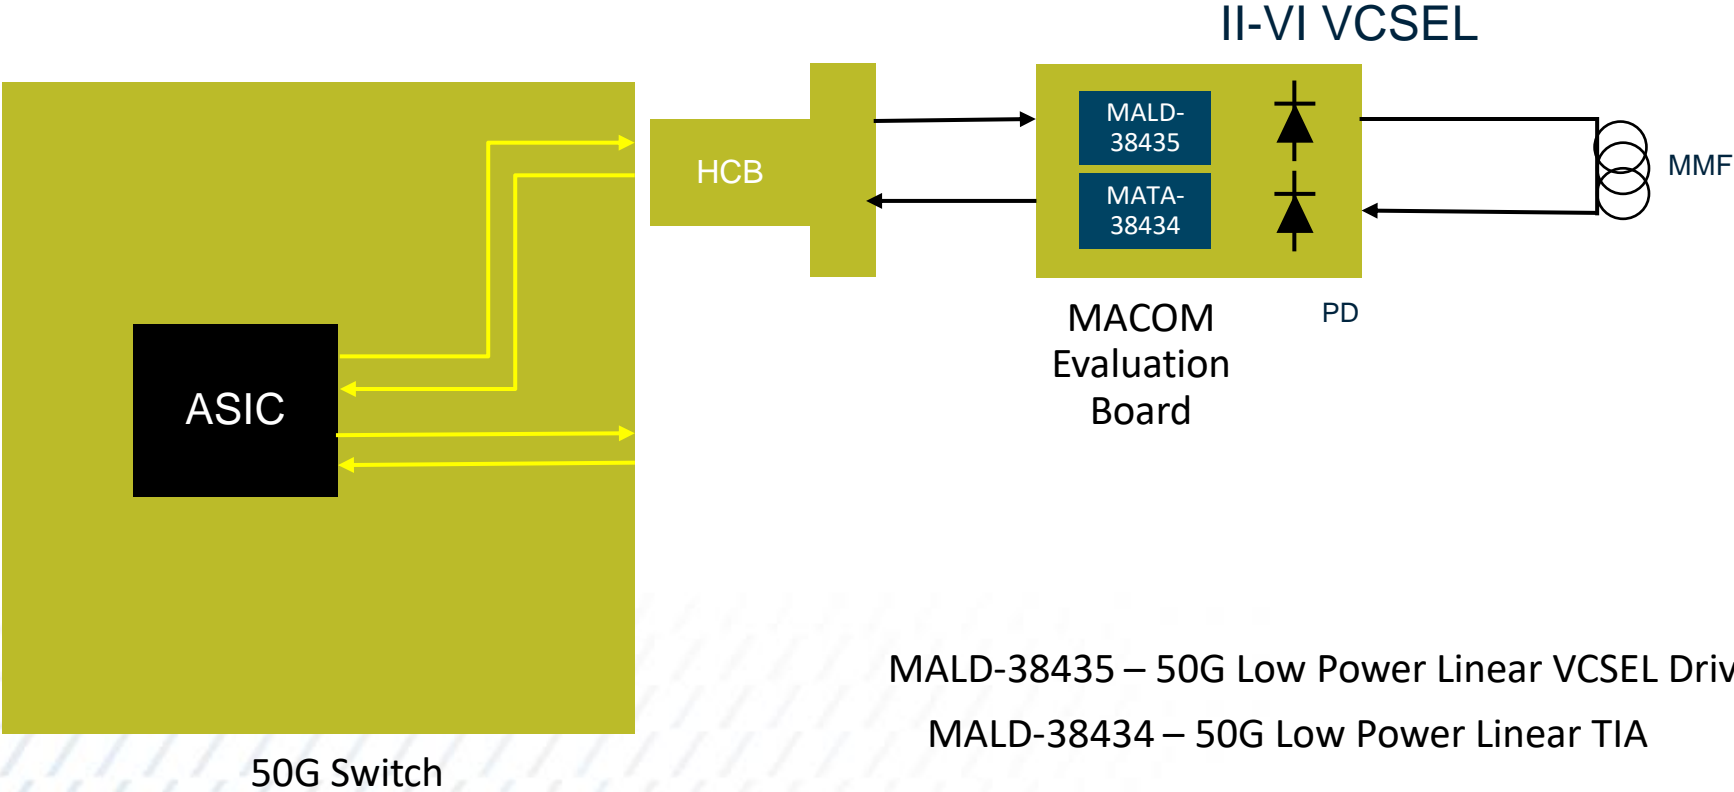 II-VI VCSEL
MALD-
38435
HCB
MMF
MATA-
38434
MACOM
Evaluation
Board
PD
ASIC
MALD-38435 – 50G Low Power Linear VCSEL Driv
MALD-38434 – 50G Low Power Linear TIA
50G Switch